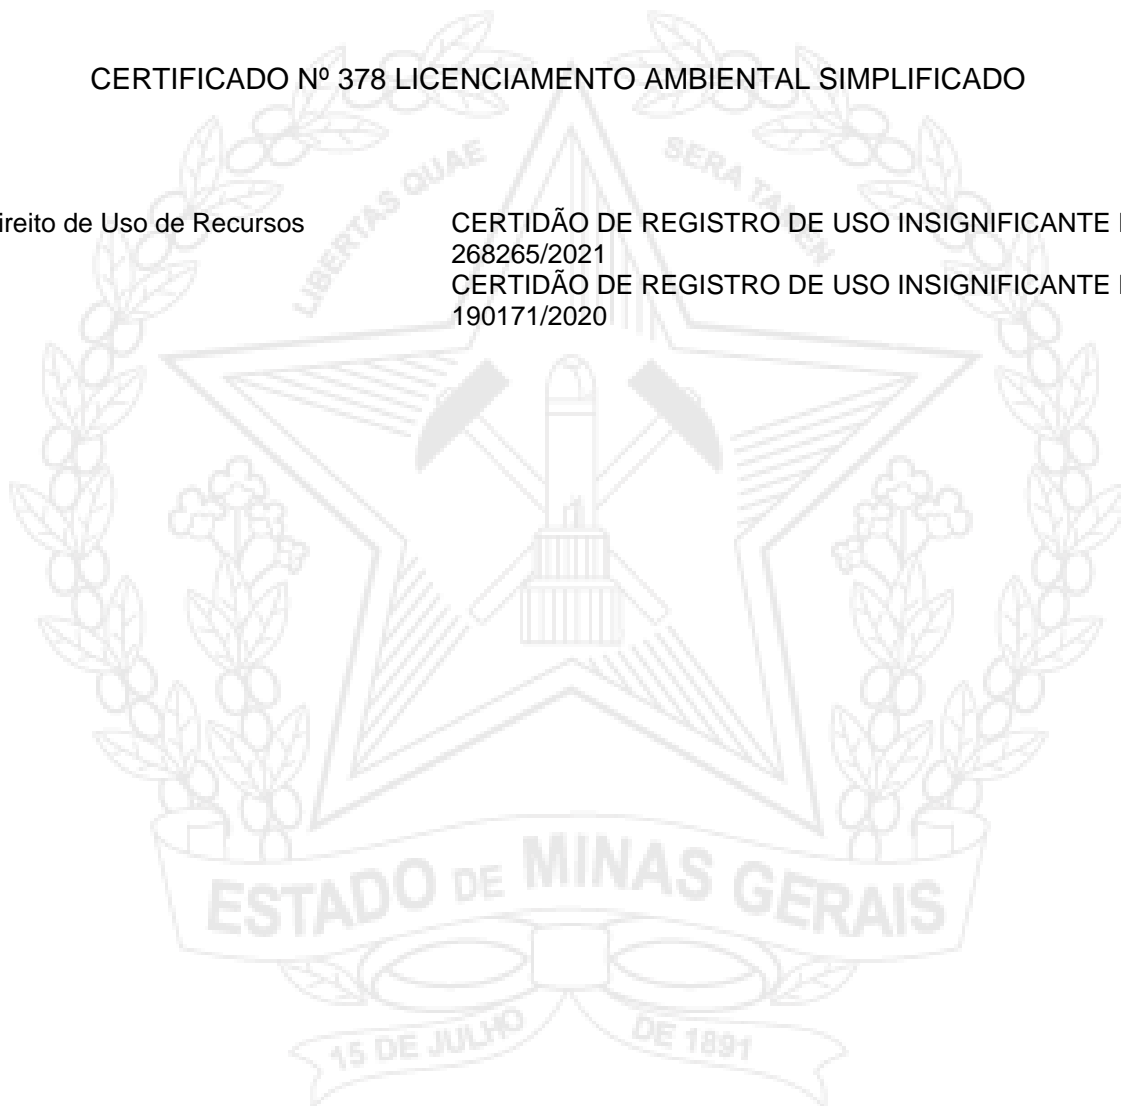 CERTIFICADO Nº 378 LICENCIAMENTO AMBIENTAL SIMPLIFICADO
LIBERTAS QUAE SERA TAMEN
ireito de Uso de Recursos
CERTIDÃO DE REGISTRO DE USO INSIGNIFICANTE
268265/2021
CERTIDÃO DE REGISTRO DE USO INSIGNIFICANTE
190171/2020
ESTADO DE MINAS GERAIS
15 DE JULHO DE 1891